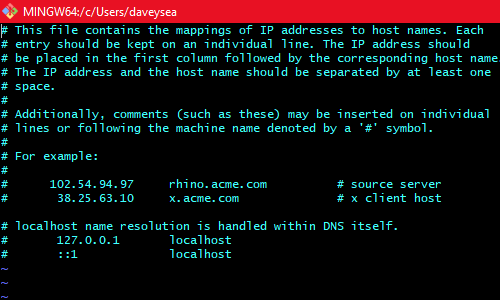 MINGW64:/c/Users/daveysea
# This file contains the mappings of IP addresses to host names. Each
# entry should be kept on an individual line. The IP address should
# be placed in the first column followed by the corresponding host name
# The IP address and the host name should be separated by at least one
# space.
#
# Additionally, comments (such as these) may be inserted on individual
# lines or following the machine name denoted by a '#' symbol.
#
# For example:
#
#      102.54.94.97     rhino.acme.com          # source server
#       38.25.63.10     x.acme.com              # x client host

# localhost name resolution is handled within DNS itself.
#       127.0.0.1       localhost
#       ::1             localhost
~
~